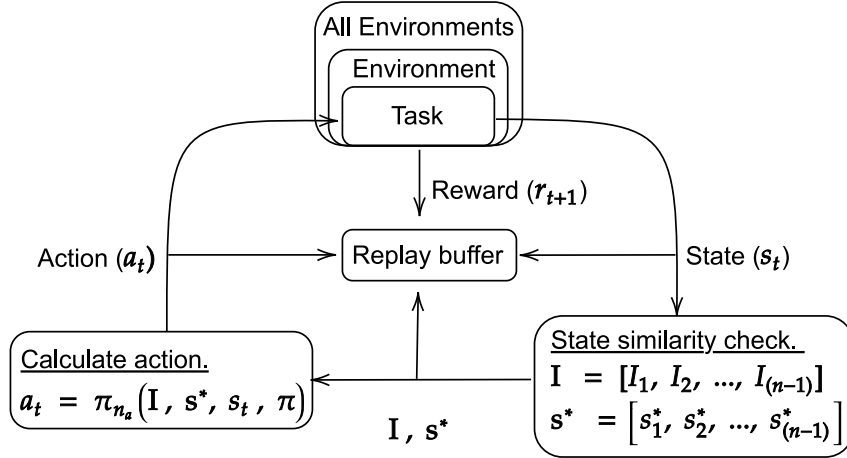 All Environments
Environment
Task
Reward (r_{t+1})
Action (a_t)
Replay buffer
State (s_t)
Calculate action.
a_t = π_{n_a}(I, s*, s_t, π)
I, s*
State similarity check.
I = [I_1, I_2, ..., I_{(n-1)}]
s* = [s*_1, s*_2, ..., s*_{(n-1)}]